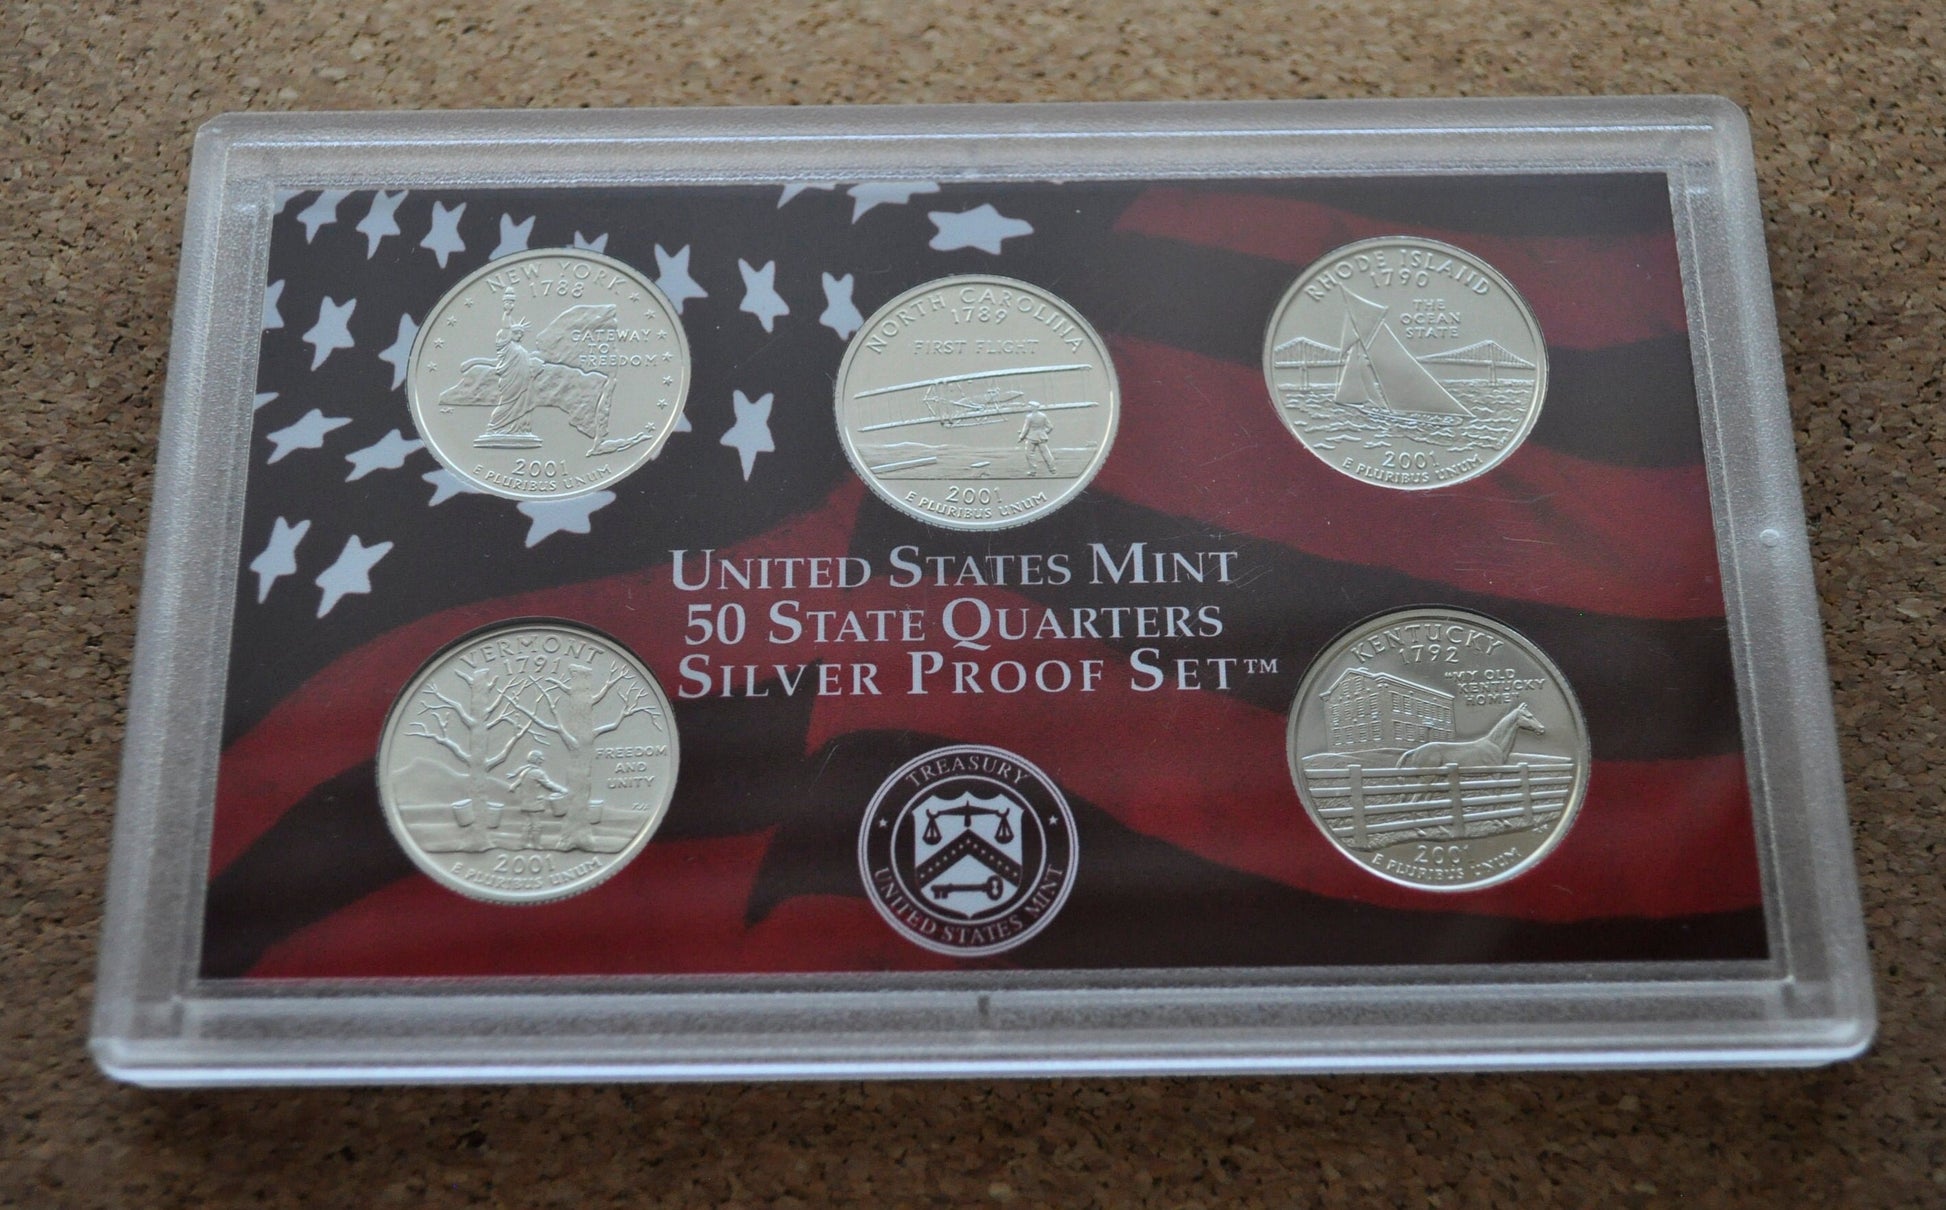 NEW YORK
1788
GATEWAY
TO
FREEDOM
2001
E PLURIBUS UNUM
NORTH CAROLINA
1789
FIRST FLIGHT
2001
E PLURIBUS UNUM
RHODE ISLAND
1790
THE
OCEAN
STATE
2001
E PLURIBUS UNUM
UNITED STATES MINT
50 STATE QUARTERS
SILVER PROOF SET™
VERMONT
1791
FREEDOM
AND
UNITY
2001
E PLURIBUS UNUM
TREASURY
UNITED STATES MINT
KENTUCKY
1792
"MY OLD
KENTUCKY
HOME"
2001
E PLURIBUS UNUM